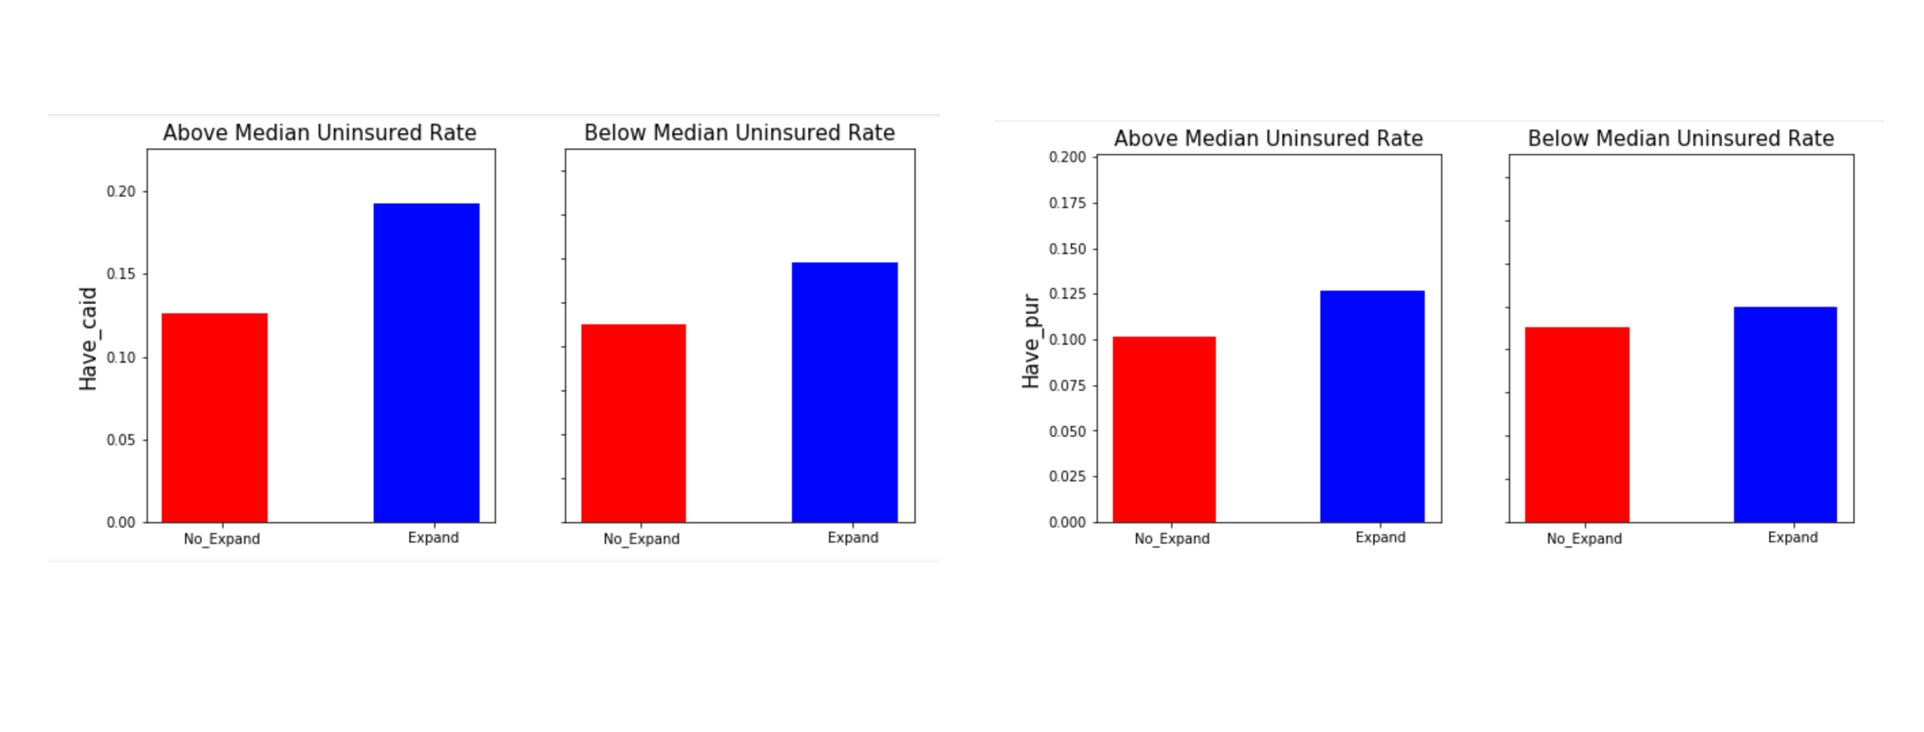 Above Median Uninsured Rate
Below Median Uninsured Rate
Have_caid
0.20
0.15
0.10
0.05
0.00
No_Expand
Expand
No_Expand
Expand
Above Median Uninsured Rate
Below Median Uninsured Rate
Have_pur
0.200
0.175
0.150
0.125
0.100
0.075
0.050
0.025
0.000
No_Expand
Expand
No_Expand
Expand